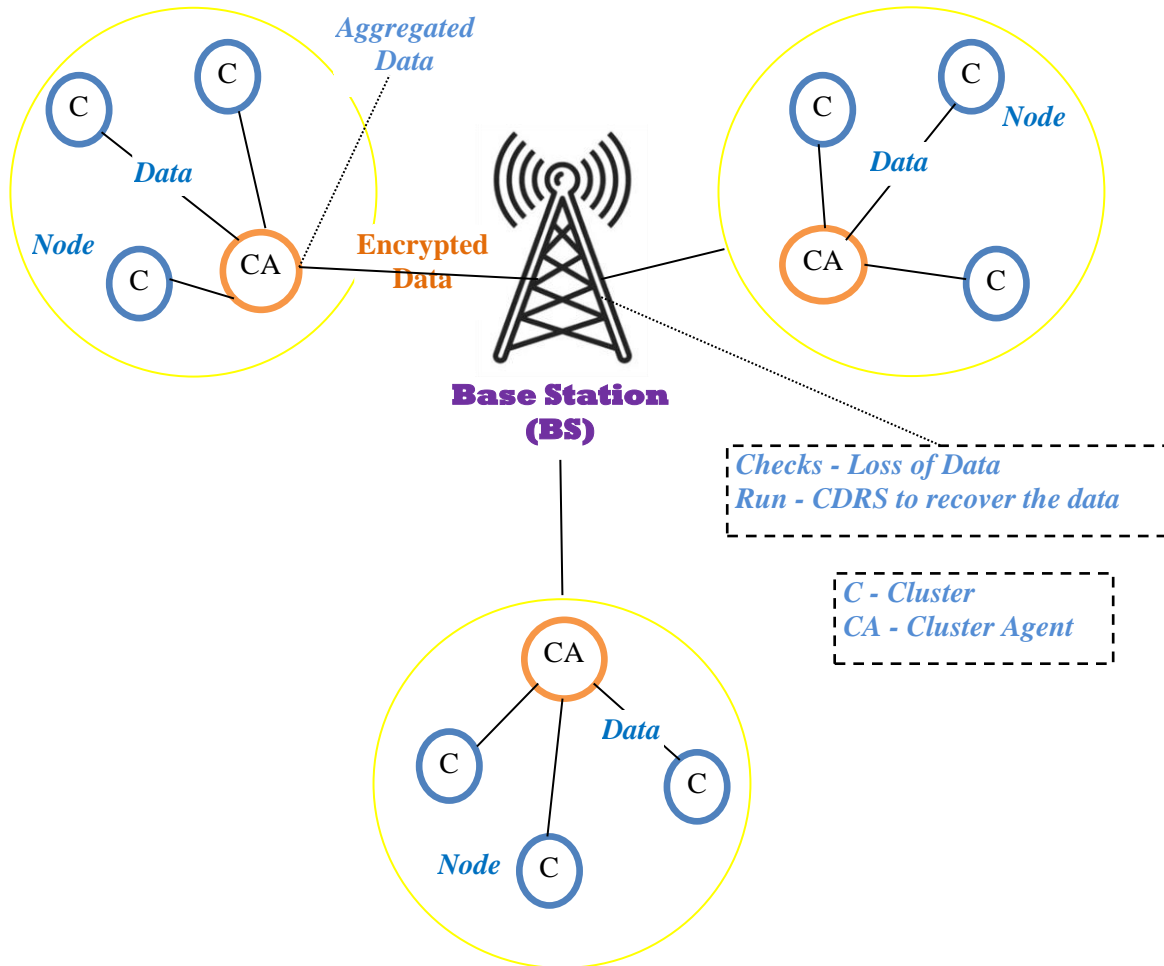 Aggregated
Data
C
C
Data
Node
C
CA
Encrypted
Data
C
C
Node
Data
CA
C
Base Station
(BS)
Checks - Loss of Data
Run - CDRS to recover the data
C - Cluster
CA - Cluster Agent
CA
Data
C
C
Node
C